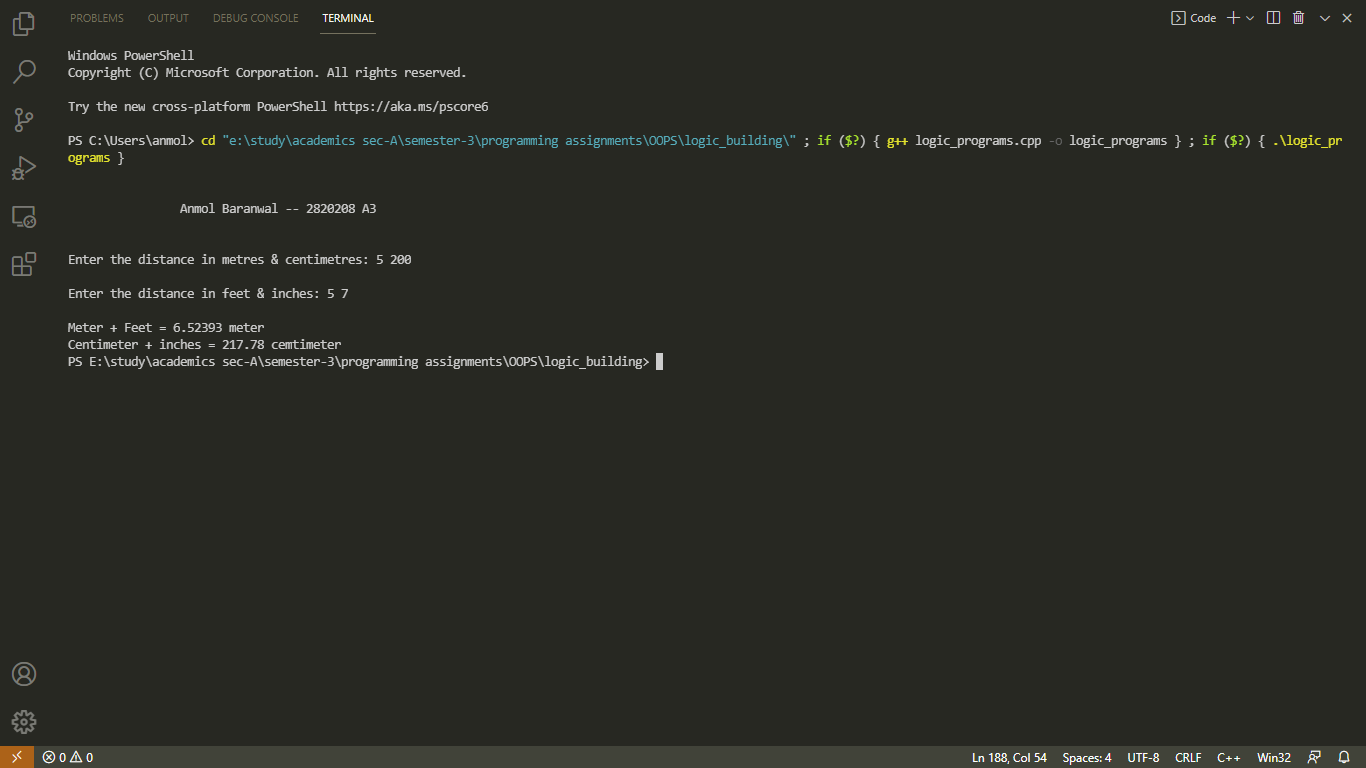 PROBLEMS OUTPUT DEBUG CONSOLE TERMINAL Code
Windows PowerShell
Copyright (C) Microsoft Corporation. All rights reserved.
Try the new cross-platform PowerShell https://aka.ms/pscore6
PS C:\Users\anmol> cd "e:\study\academics sec-A\semester-3\programming assignments\OOPS\logic_building\" ; if ($?) { g++ logic_programs.cpp -o logic_programs } ; if ($?) { .\logic_pr
ograms }
Anmol Baranwal -- 2820208 A3
Enter the distance in metres & centimetres: 5 200
Enter the distance in feet & inches: 5 7
Meter + Feet = 6.52393 meter
Centimeter + inches = 217.78 cemtimeter
PS E:\study\academics sec-A\semester-3\programming assignments\OOPS\logic_building>
0 0 Ln 188, Col 54 Spaces: 4 UTF-8 CRLF C++ Win32